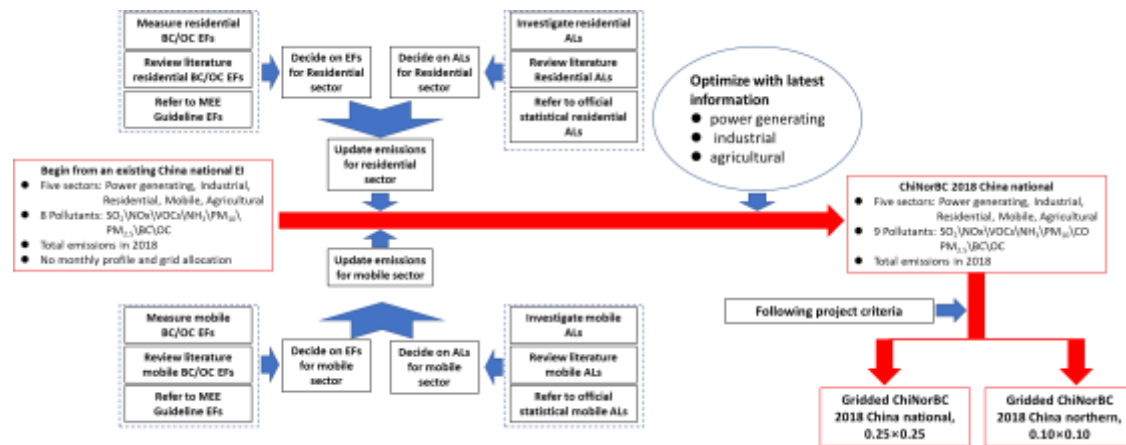 Measure residential
BC/OC EFs
Review literature
residential BC/OC EFs
Refer to MEE
Guideline EFs
Decide on EFs
for Residential
sector
Decide on ALs
for Residential
sector
Investigate residential
ALs
Review literature
Residential ALs
Refer to official
statistical residential
ALs
Update emissions
for residential
sector
Optimize with latest
information
● power generating
● industrial
● agricultural
Begin from an existing China national EI
● Five sectors: Power generating, Industrial,
Residential, Mobile, Agricultural
● 8 Pollutants: SO₂\NOx\VOCs\NH₃\PM₁₀\
PM₂.₅\BC\OC
● Total emissions in 2018
● No monthly profile and grid allocation
ChiNorBC 2018 China national
● Five sectors: Power generating, Industrial,
Residential, Mobile, Agricultural
● 9 Pollutants: SO₂\NOx\VOCs\NH₃\PM₁₀\CO
PM₂.₅\BC\OC
● Total emissions in 2018
Update emissions
for mobile sector
Measure mobile
BC/OC EFs
Review literature
mobile BC/OC EFs
Refer to MEE
Guideline EFs
Decide on EFs
for mobile
sector
Decide on ALs
for mobile
sector
Investigate mobile
ALs
Review literature
mobile ALs
Refer to official
statistical mobile ALs
Following project criteria
Gridded ChiNorBC
2018 China national,
0.25×0.25
Gridded ChiNorBC
2018 China northern,
0.10×0.10